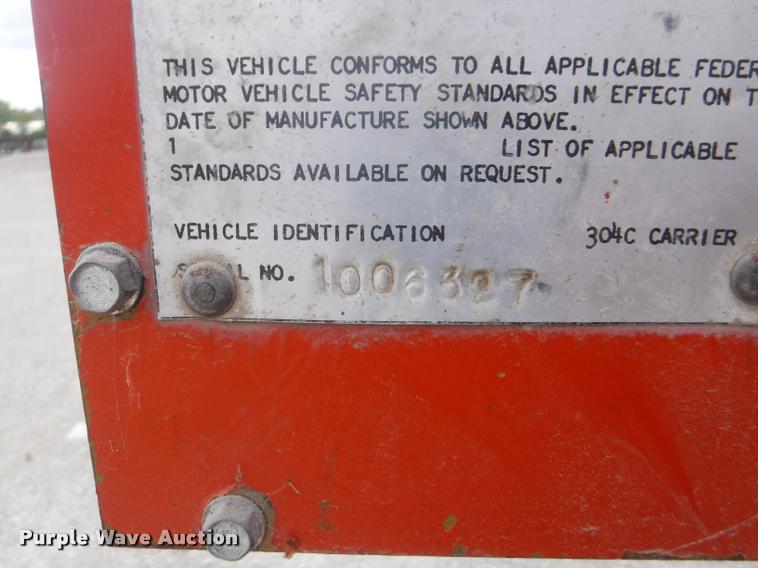 THIS VEHICLE CONFORMS TO ALL APPLICABLE FEDER
MOTOR VEHICLE SAFETY STANDARDS IN EFFECT ON T
DATE OF MANUFACTURE SHOWN ABOVE.
1 LIST OF APPLICABLE
STANDARDS AVAILABLE ON REQUEST.
VEHICLE IDENTIFICATION 304C CARRIER
AL NO. 1006327
Purple Wave Auction